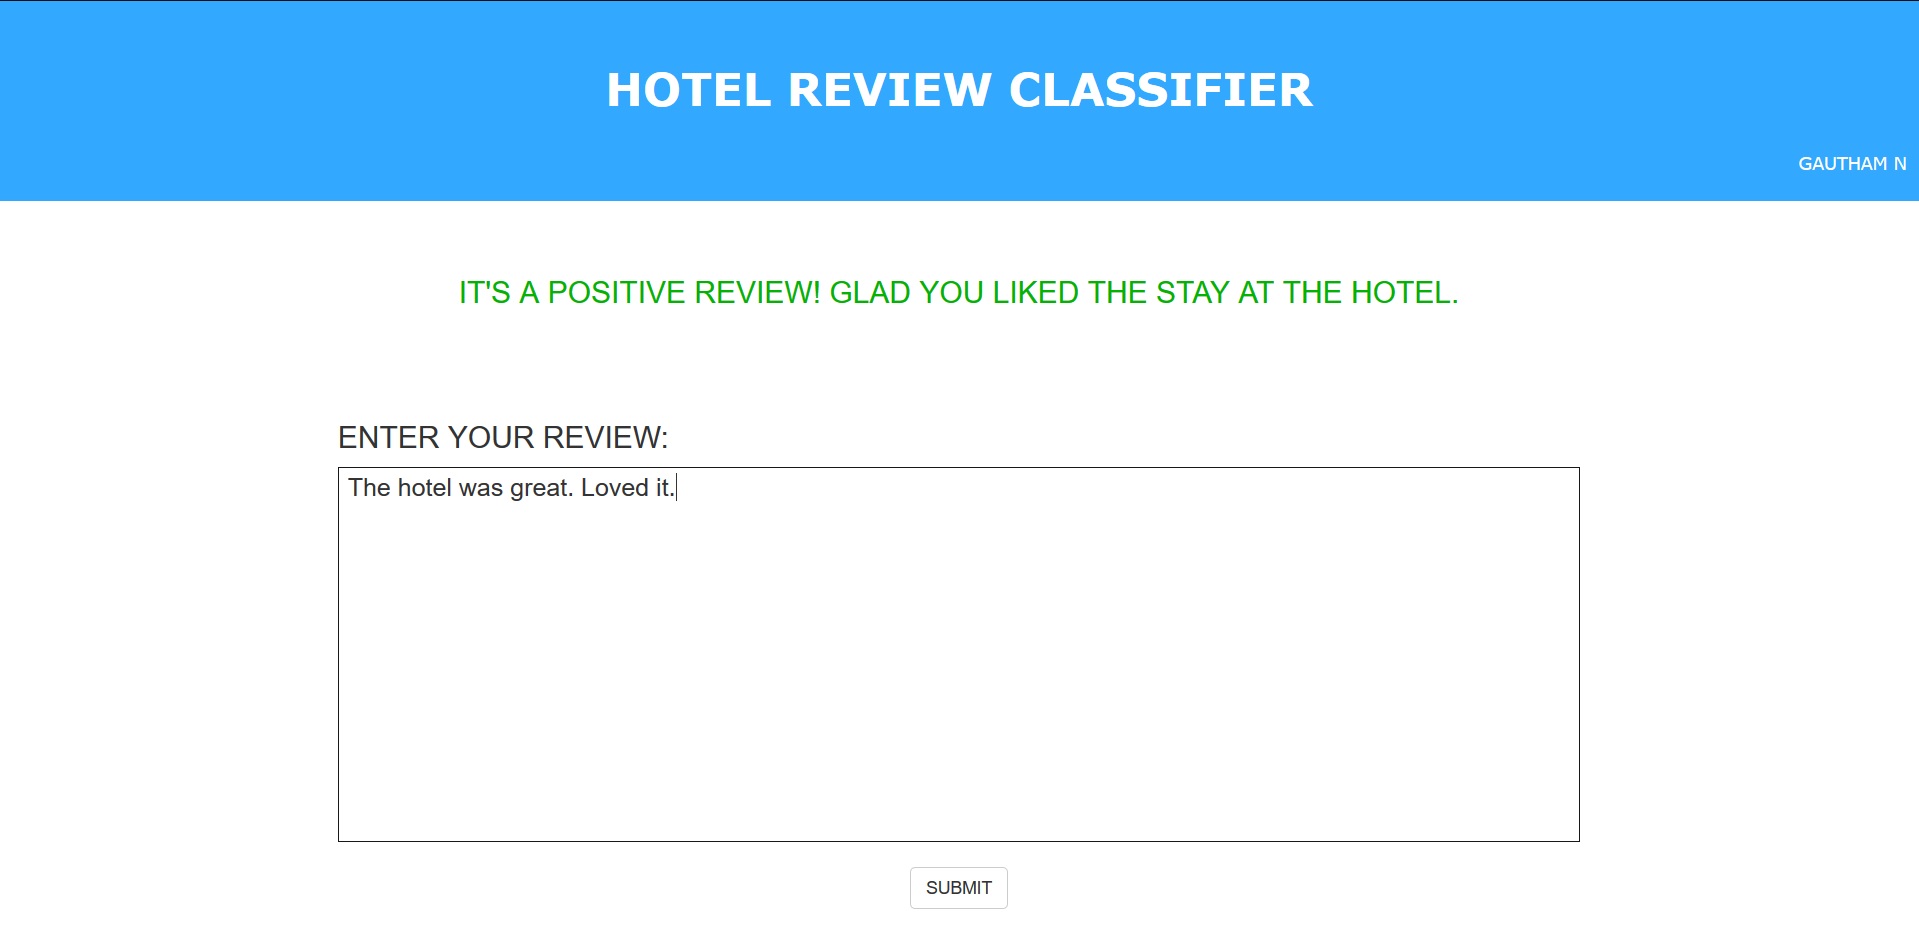 HOTEL REVIEW CLASSIFIER
GAUTHAM N
IT'S A POSITIVE REVIEW! GLAD YOU LIKED THE STAY AT THE HOTEL.
ENTER YOUR REVIEW:
The hotel was great. Loved it.
SUBMIT